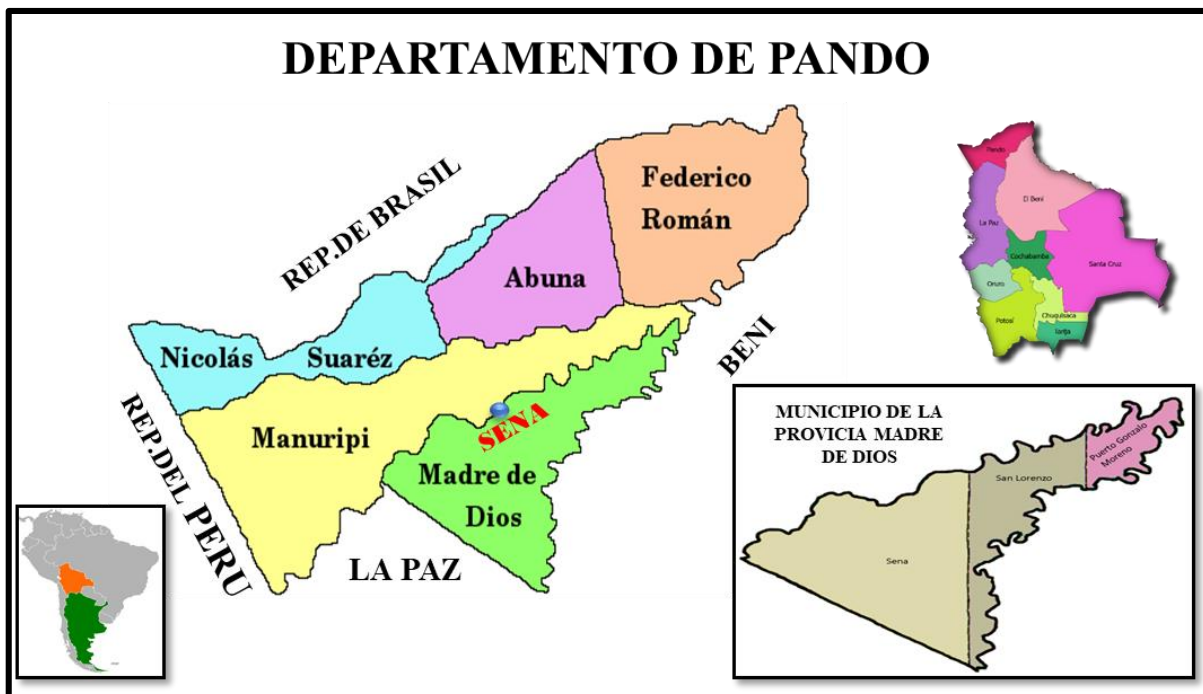 DEPARTAMENTO DE PANDO
REP.DE BRASIL
Federico
Román
Abuna
Nicolás
Suaréz
BENI
Manuripi
SENA
Madre de
Dios
REP.DEL PERU
LA PAZ
Pando
El Beni
La Paz
Cochabamba
Santa Cruz
Oruro
Potosí
Chuquisaca
Tarija
MUNICIPIO DE LA
PROVICIA MADRE
DE DIOS
Puerto Gonzalo
Moreno
San Lorenzo
Sena